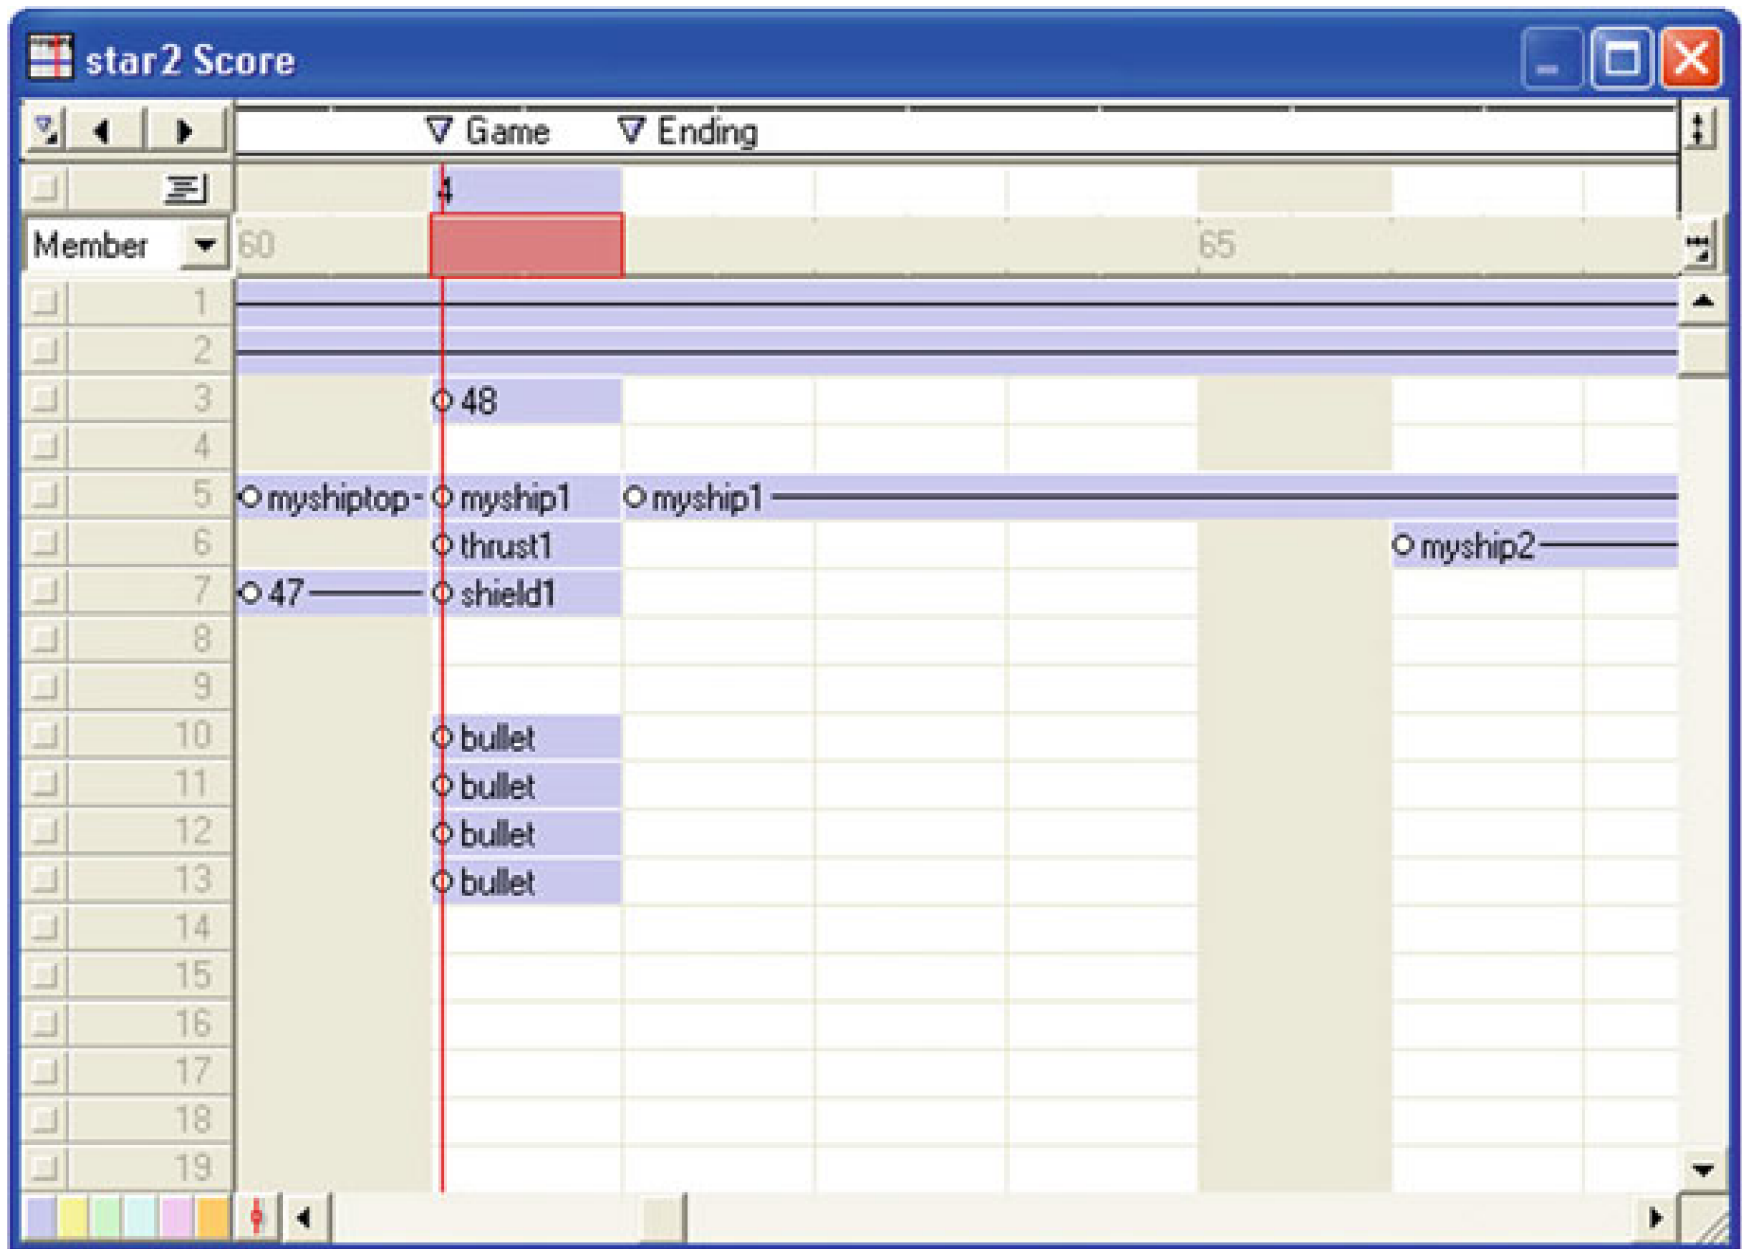 star2 Score
Game Ending
4
Member 60 65
1
2
3 48
4
5 myshiptop myship1 myship1
6 thrust1 myship2
7 47 shield1
8
9
10 bullet
11 bullet
12 bullet
13 bullet
14
15
16
17
18
19